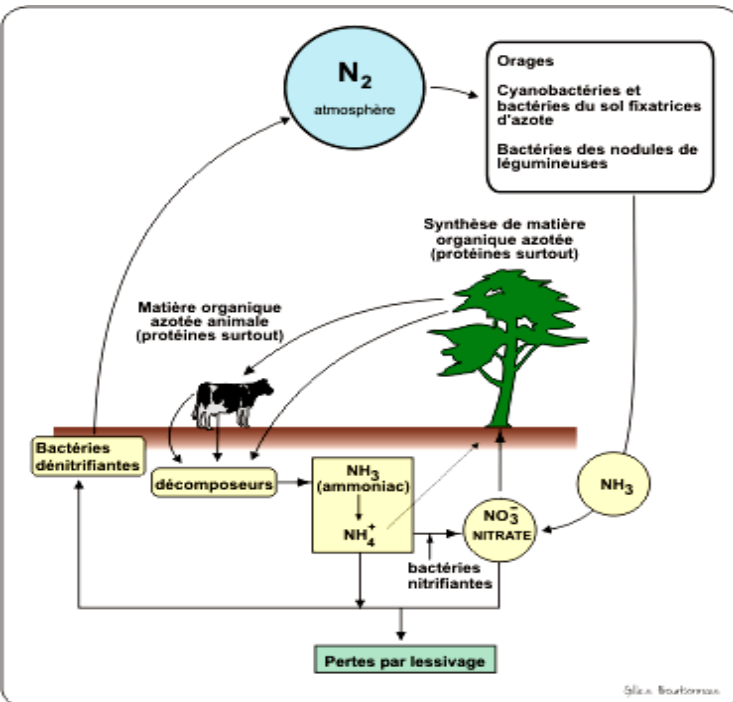 N2
atmosphère
Orages
Cyanobactéries et
bactéries du sol fixatrices
d'azote
Bactéries des nodules de
légumineuses
Synthèse de matière
organique azotée
(protéines surtout)
Matière organique
azotée animale
(protéines surtout)
Bactéries
dénitrifiantes
décomposeurs
NH3
(ammoniac)
NH4+
NO3-
NITRATE
NH3
bactéries
nitrifiantes
Pertes par lessivage